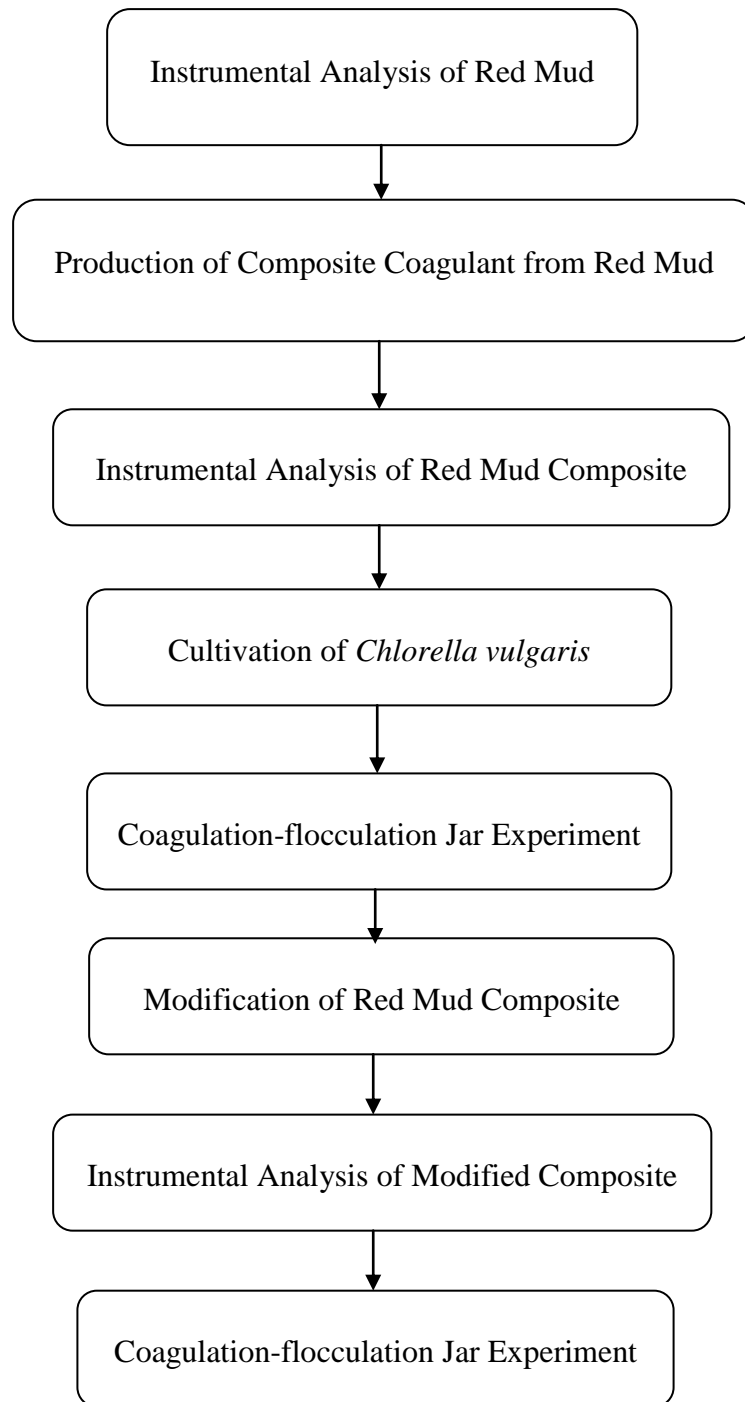 Instrumental Analysis of Red Mud
Production of Composite Coagulant from Red Mud
Instrumental Analysis of Red Mud Composite
Cultivation of Chlorella vulgaris
Coagulation-flocculation Jar Experiment
Modification of Red Mud Composite
Instrumental Analysis of Modified Composite
Coagulation-flocculation Jar Experiment